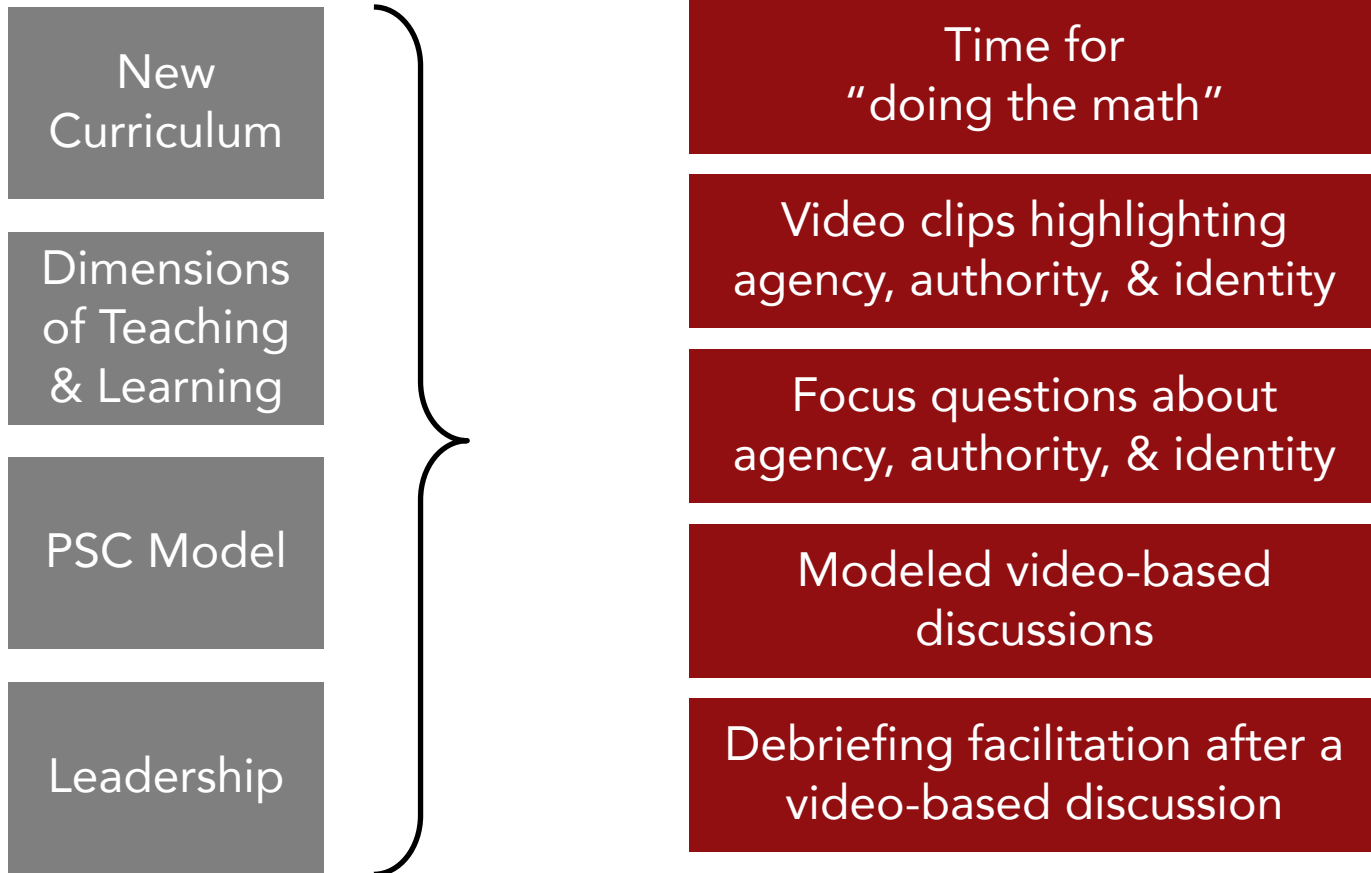 New
Curriculum
Dimensions
of Teaching
& Learning
PSC Model
Leadership
Time for
“doing the math”
Video clips highlighting
agency, authority, & identity
Focus questions about
agency, authority, & identity
Modeled video-based
discussions
Debriefing facilitation after a
video-based discussion